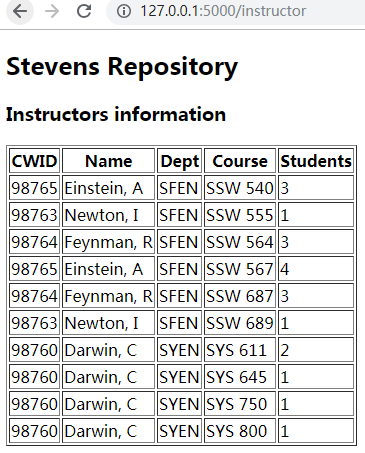 127.0.0.1:5000/instructor
Stevens Repository
Instructors information
CWID Name Dept Course Students
98765 Einstein, A SFEN SSW 540 3
98763 Newton, I SFEN SSW 555 1
98764 Feynman, R SFEN SSW 564 3
98765 Einstein, A SFEN SSW 567 4
98764 Feynman, R SFEN SSW 687 3
98763 Newton, I SFEN SSW 689 1
98760 Darwin, C SYEN SYS 611 2
98760 Darwin, C SYEN SYS 645 1
98760 Darwin, C SYEN SYS 750 1
98760 Darwin, C SYEN SYS 800 1